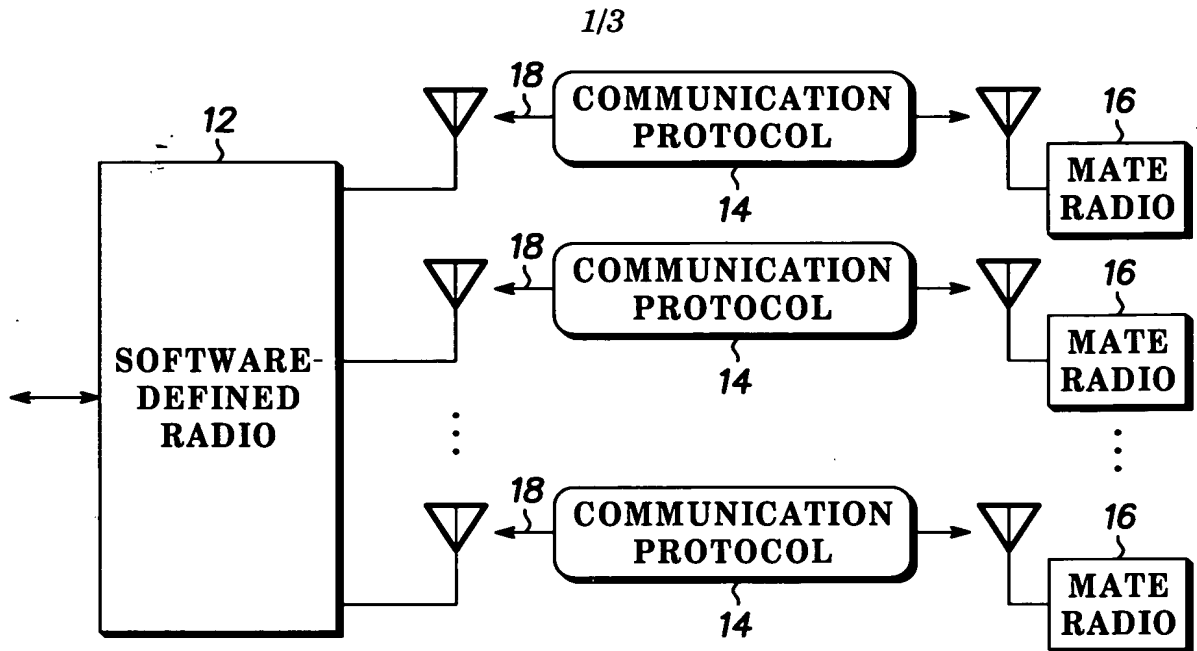 1/3
12
18
COMMUNICATION
PROTOCOL
14
16
MATE
RADIO
18
COMMUNICATION
PROTOCOL
14
16
MATE
RADIO
SOFTWARE-
DEFINED
RADIO
18
COMMUNICATION
PROTOCOL
14
16
MATE
RADIO